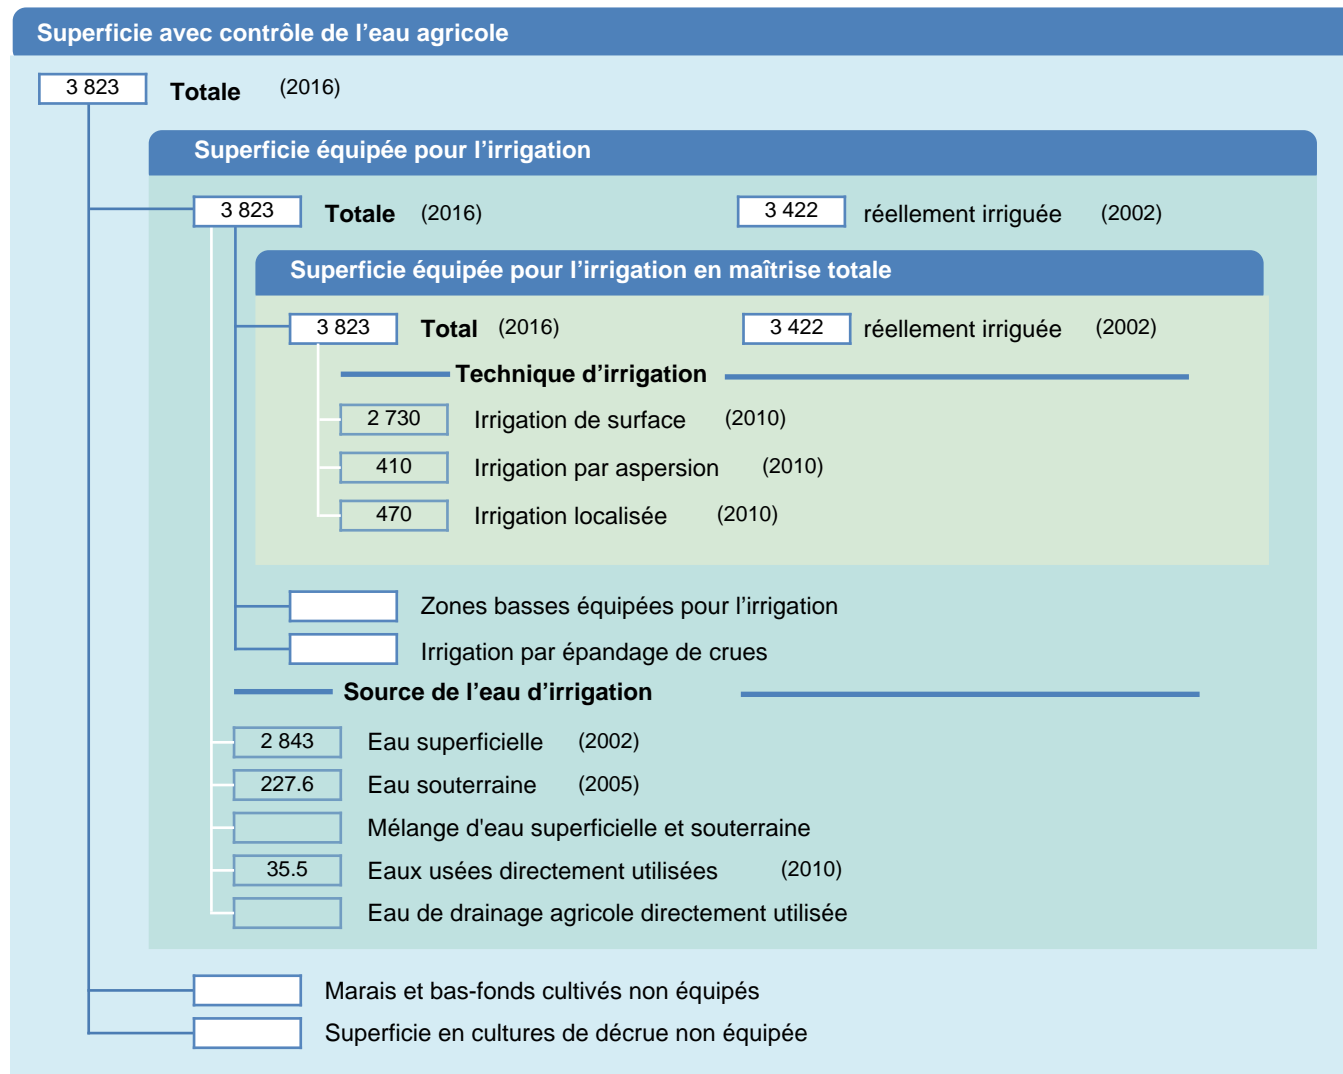 Superficie avec contrôle de l'eau agricole
3 823 Totale (2016)
Superficie équipée pour l'irrigation
3 823 Totale (2016) 3 422 réellement irriguée (2002)
Superficie équipée pour l'irrigation en maîtrise totale
3 823 Total (2016) 3 422 réellement irriguée (2002)
Technique d'irrigation
2 730 Irrigation de surface (2010)
410 Irrigation par aspersion (2010)
470 Irrigation localisée (2010)
Zones basses équipées pour l'irrigation
Irrigation par épandage de crues
Source de l'eau d'irrigation
2 843 Eau superficielle (2002)
227.6 Eau souterraine (2005)
Mélange d'eau superficielle et souterraine
35.5 Eaux usées directement utilisées (2010)
Eau de drainage agricole directement utilisée
Marais et bas-fonds cultivés non équipés
Superficie en cultures de décrue non équipée